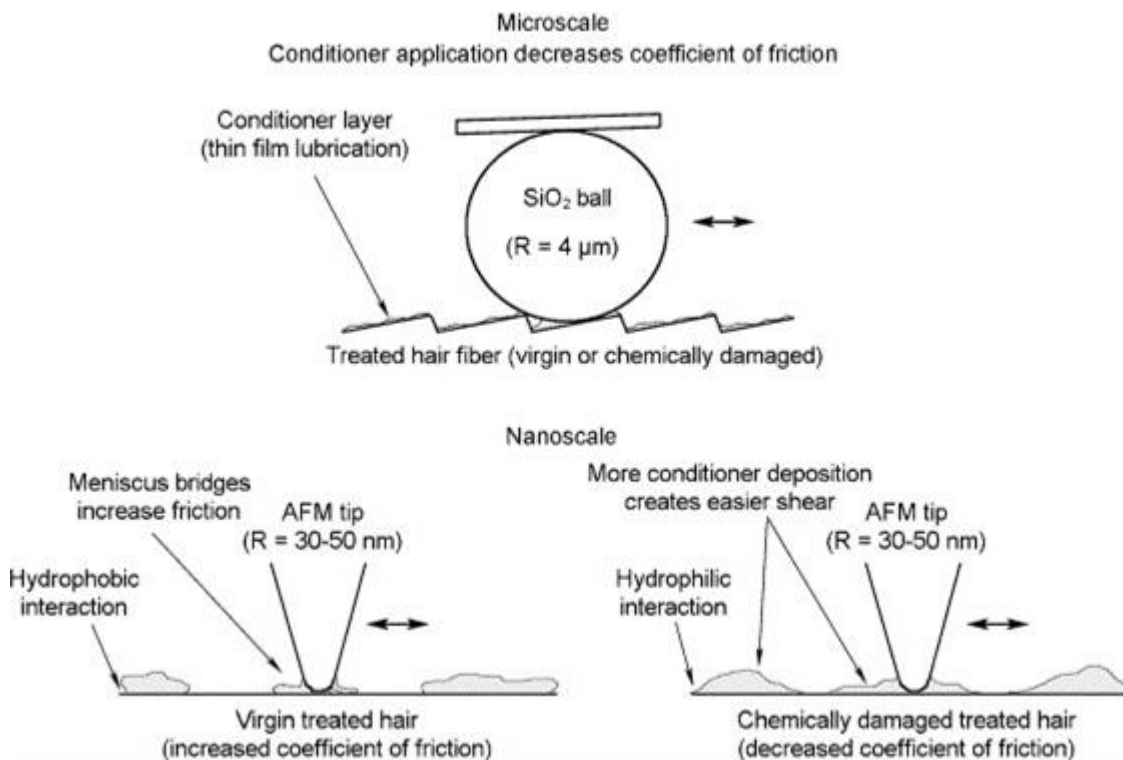 Microscale
Conditioner application decreases coefficient of friction
Conditioner layer
(thin film lubrication)
SiO₂ ball
(R = 4 µm)
Treated hair fiber (virgin or chemically damaged)
Nanoscale
Meniscus bridges
increase friction
AFM tip
(R = 30-50 nm)
Hydrophobic
interaction
Virgin treated hair
(increased coefficient of friction)
More conditioner deposition
creates easier shear
AFM tip
(R = 30-50 nm)
Hydrophilic
interaction
Chemically damaged treated hair
(decreased coefficient of friction)